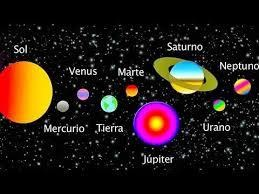 Sol
Mercurio
Venus
Tierra
Marte
Júpiter
Saturno
Urano
Neptuno